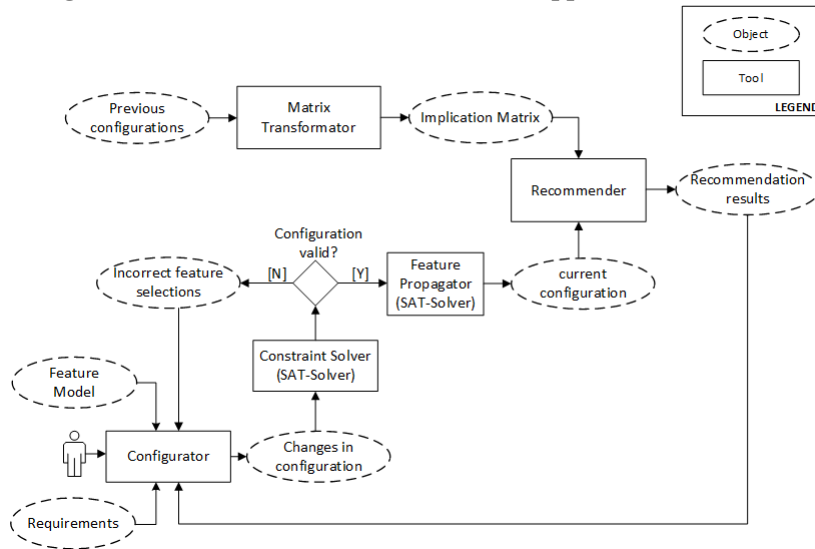 Object
Tool
LEGEND
Previous
configurations
Matrix
Transformator
Implication Matrix
Recommender
Recommendation
results
Configuration
valid?
Incorrect feature
selections
[N]
[Y]
Feature
Propagator
(SAT-Solver)
current
configuration
Constraint Solver
(SAT-Solver)
Feature
Model
Configurator
Changes in
configuration
Requirements